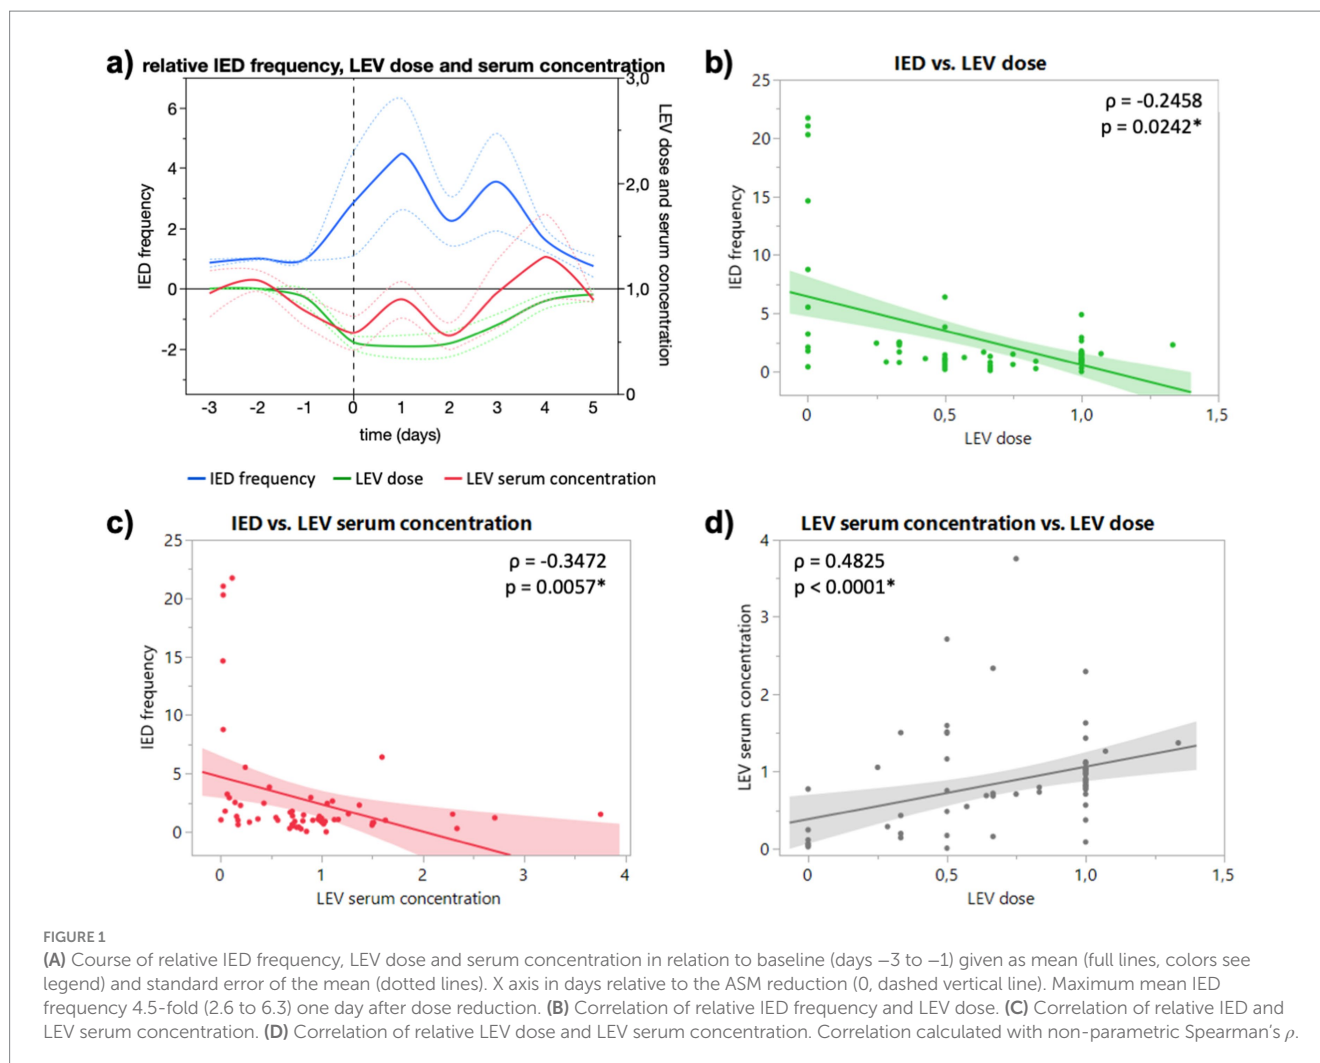 a) relative IED frequency, LEV dose and serum concentration
6
4
2
0
-2
IED frequency
3,0
2,0
1,0
0
LEV dose and serum concentration
-3 -2 -1 0 1 2 3 4 5
time (days)
IED frequency LEV dose LEV serum concentration
b) IED vs. LEV dose
ρ = -0.2458
p = 0.0242*
25
20
15
10
5
0
IED frequency
0 0,5 1,0 1,5
LEV dose
c) IED vs. LEV serum concentration
ρ = -0.3472
p = 0.0057*
25
20
15
10
5
0
IED frequency
0 1 2 3 4
LEV serum concentration
d) LEV serum concentration vs. LEV dose
ρ = 0.4825
p < 0.0001*
4
3
2
1
0
LEV serum concentration
0 0,5 1,0 1,5
LEV dose
FIGURE 1
(A) Course of relative IED frequency, LEV dose and serum concentration in relation to baseline (days −3 to −1) given as mean (full lines, colors see
legend) and standard error of the mean (dotted lines). X axis in days relative to the ASM reduction (0, dashed vertical line). Maximum mean IED
frequency 4.5-fold (2.6 to 6.3) one day after dose reduction. (B) Correlation of relative IED frequency and LEV dose. (C) Correlation of relative IED and
LEV serum concentration. (D) Correlation of relative LEV dose and LEV serum concentration. Correlation calculated with non-parametric Spearman's ρ.